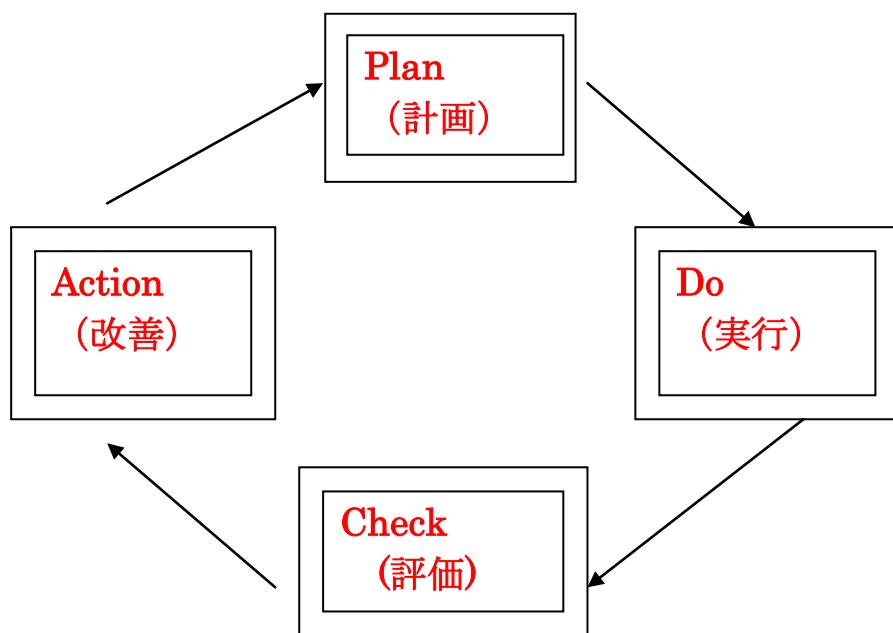 Plan
（計画）
Do
（実行）
Check
（評価）
Action
（改善）